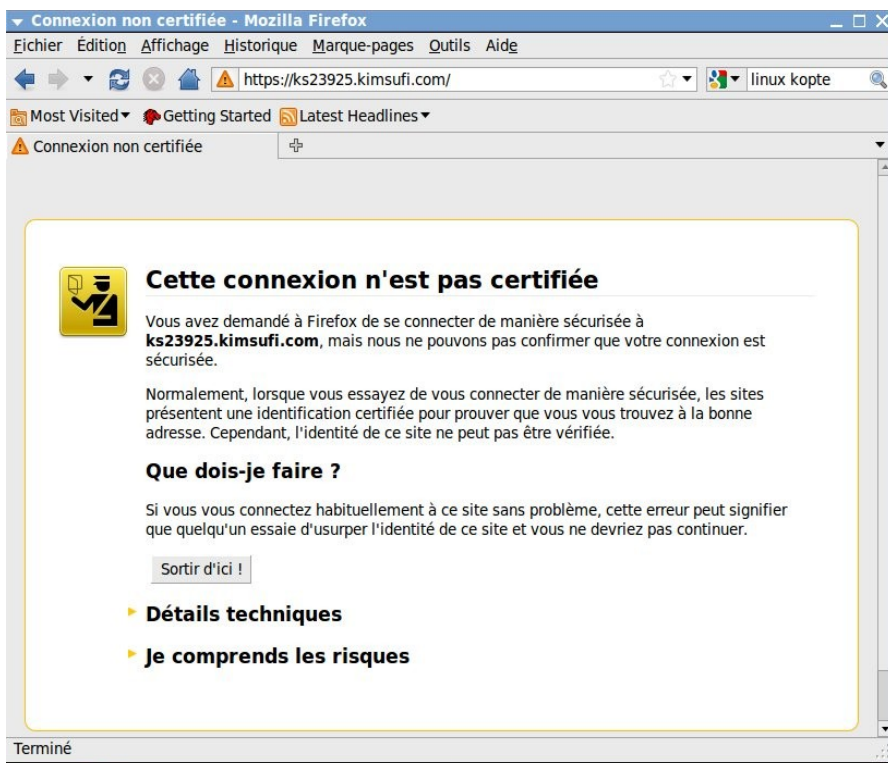 Connexion non certifiée - Mozilla Firefox
Fichier Édition Affichage Historique Marque-pages Outils Aide
https://ks23925.kimsufi.com/ linux kopte
Most Visited Getting Started Latest Headlines
Connexion non certifiée
Cette connexion n'est pas certifiée
Vous avez demandé à Firefox de se connecter de manière sécurisée à
ks23925.kimsufi.com, mais nous ne pouvons pas confirmer que votre connexion est
sécurisée.
Normalement, lorsque vous essayez de vous connecter de manière sécurisée, les sites
présentent une identification certifiée pour prouver que vous vous trouvez à la bonne
adresse. Cependant, l'identité de ce site ne peut pas être vérifiée.
Que dois-je faire ?
Si vous vous connectez habituellement à ce site sans problème, cette erreur peut signifier
que quelqu'un essaie d'usurper l'identité de ce site et vous ne devriez pas continuer.
Sortir d'ici !
Détails techniques
Je comprends les risques
Terminé